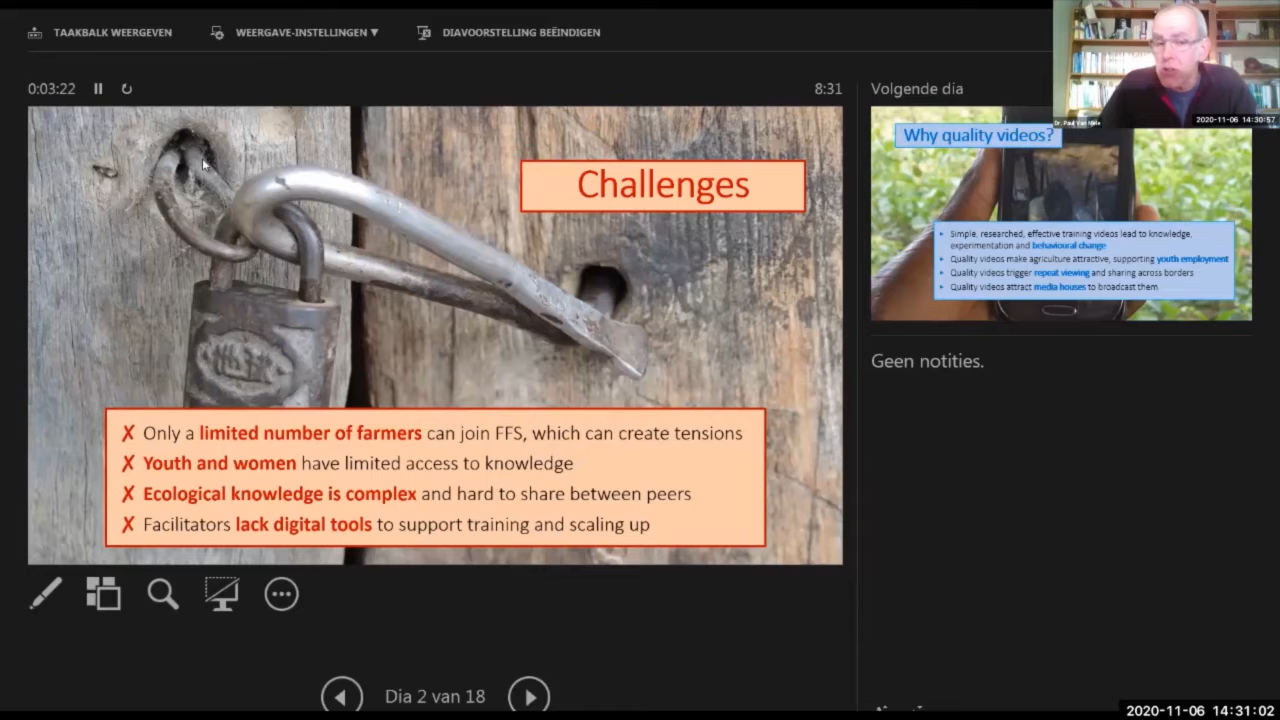 TAAKBALK WEERGEVEN
WEERGAVE-INSTELLINGEN ▼
DIAVOORSTELLING BEËINDIGEN
0:03:22
8:31
Volgende dia
Dr. Paul Van Mele
2020-11-06 14:30:57
Challenges
✗ Only a limited number of farmers can join FFS, which can create tensions
✗ Youth and women have limited access to knowledge
✗ Ecological knowledge is complex and hard to share between peers
✗ Facilitators lack digital tools to support training and scaling up
Why quality videos?
Simple, researched, effective training videos lead to knowledge,
experimentation and behavioural change
Quality videos make agriculture attractive, supporting youth employment
Quality videos trigger repeat viewing and sharing across borders
Quality videos attract media houses to broadcast them
Geen notities.
Dia 2 van 18
2020-11-06 14:31:02